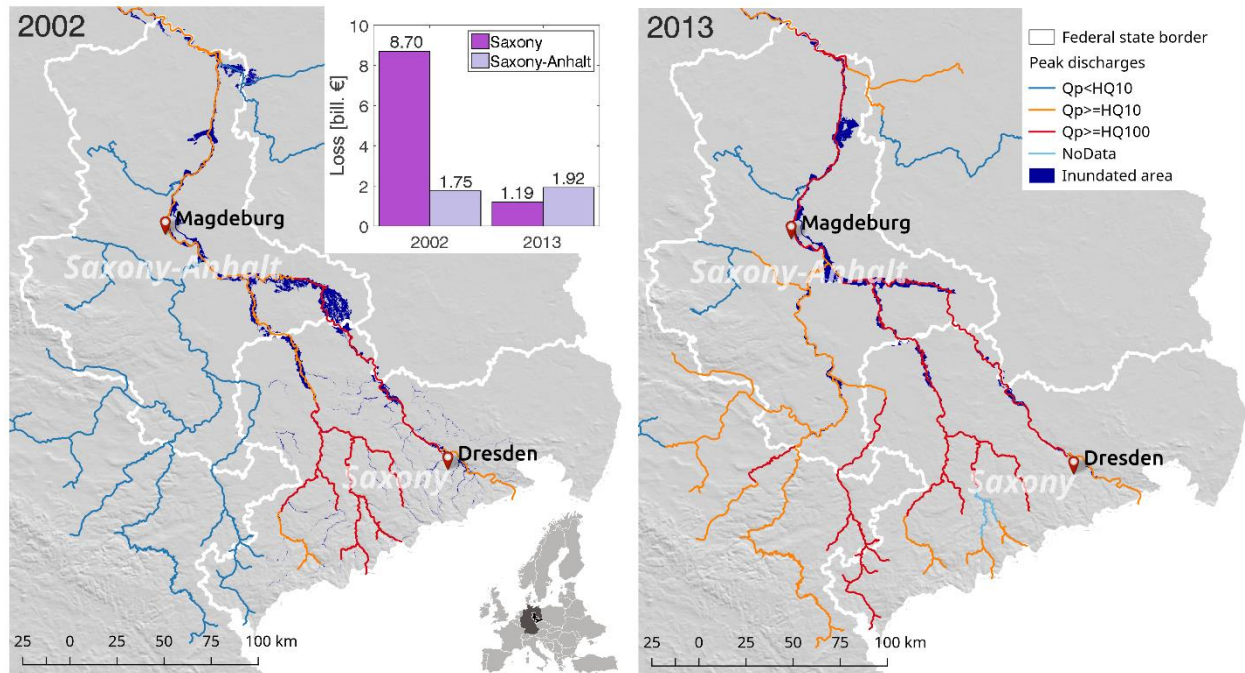 2002
Loss [bill. €]
10
8
6
4
2
0
8.70
1.75
1.19
1.92
2002
2013
Saxony
Saxony-Anhalt
Magdeburg
Saxony-Anhalt
Dresden
Saxony
25 0 25 50 75 100 km
2013
Federal state border
Peak discharges
Qp<HQ10
Qp>=HQ10
Qp>=HQ100
NoData
Inundated area
Magdeburg
Saxony-Anhalt
Dresden
Saxony
25 0 25 50 75 100 km